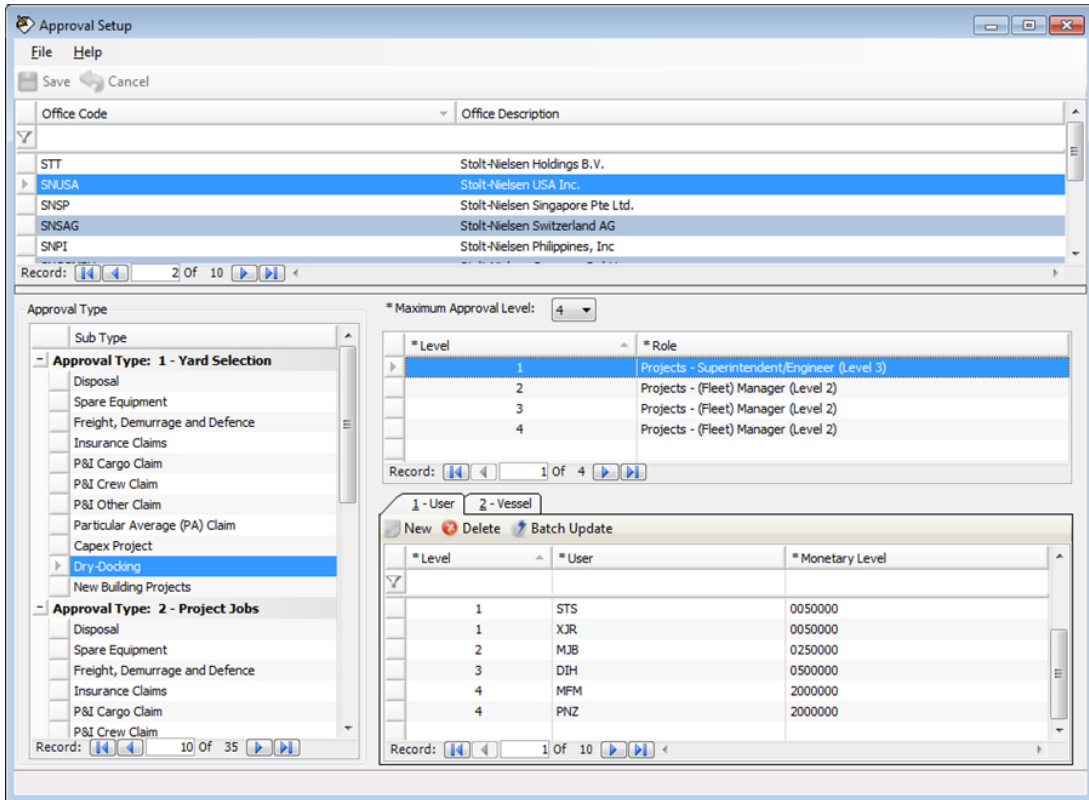 Approval Setup
File Help
Save Cancel
Office Code Office Description
STT Stolt-Nielsen Holdings B.V.
SNUSA Stolt-Nielsen USA Inc.
SNSP Stolt-Nielsen Singapore Pte Ltd.
SNSAG Stolt-Nielsen Switzerland AG
SNPI Stolt-Nielsen Philippines, Inc
Record: 2 Of 10
Approval Type
Sub Type
Approval Type: 1 - Yard Selection
Disposal
Spare Equipment
Freight, Demurrage and Defence
Insurance Claims
P&I Cargo Claim
P&I Crew Claim
P&I Other Claim
Particular Average (PA) Claim
Capex Project
Dry-Docking
New Building Projects
Approval Type: 2 - Project Jobs
Disposal
Spare Equipment
Freight, Demurrage and Defence
Insurance Claims
P&I Cargo Claim
P&I Crew Claim
Record: 10 Of 35
* Maximum Approval Level: 4
* Level * Role
1 Projects - Superintendent/Engineer (Level 3)
2 Projects - (Fleet) Manager (Level 2)
3 Projects - (Fleet) Manager (Level 2)
4 Projects - (Fleet) Manager (Level 2)
Record: 1 Of 4
1 - User 2 - Vessel
New Delete Batch Update
* Level * User * Monetary Level
1 STS 0050000
1 XJR 0050000
2 MJB 0250000
3 DIH 0500000
4 MFM 2000000
4 PNZ 2000000
Record: 1 Of 10